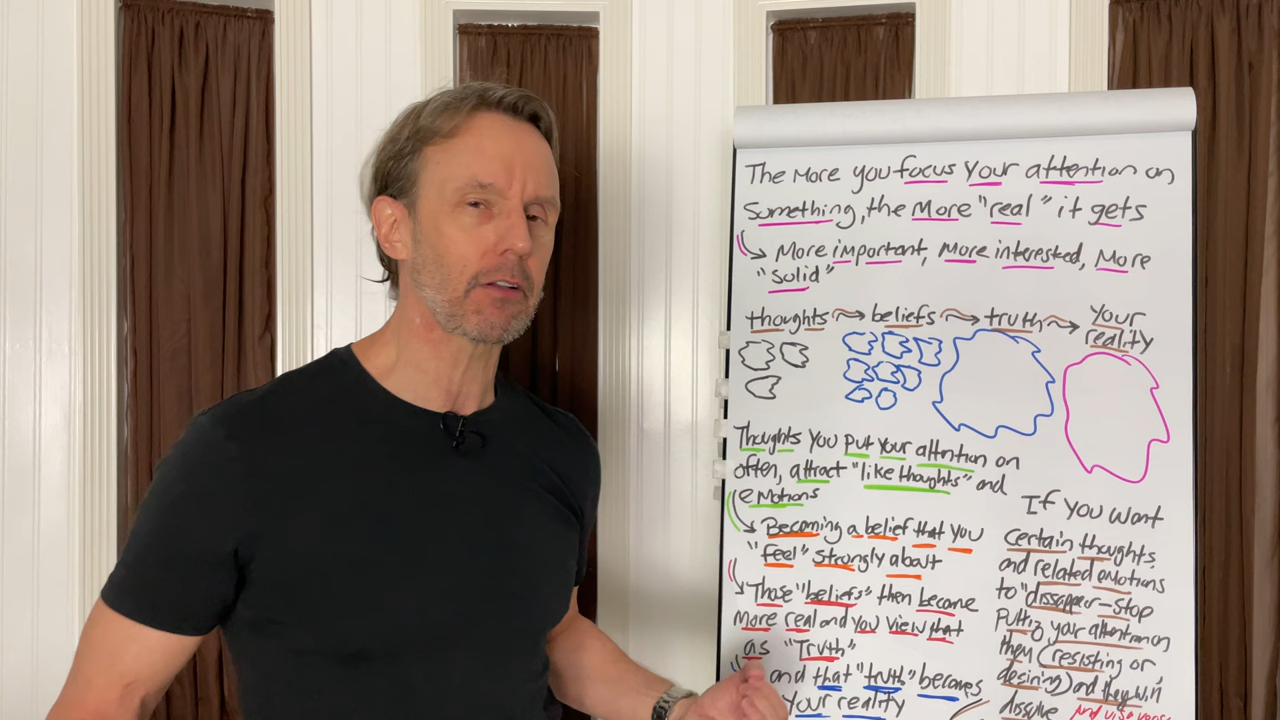 The More you focus your attention on
Something, the More "real" it gets
More important, More interested, More
"Solid"
thoughts beliefs truth Your
reality
Thoughts you put your attention on
often, attract "like thoughts" and
eMotions
Becoming a belief that you
"feel" strongly about
Those "beliefs" then become
More real and you view that
as "Truth"
and that "truth" becomes
Your reality
If you want
Certain thoughts
and related emotions
to "dissapear - stop
Putting your attention on
them (resisting or
desiring) and they will
dissolve
And vise versa